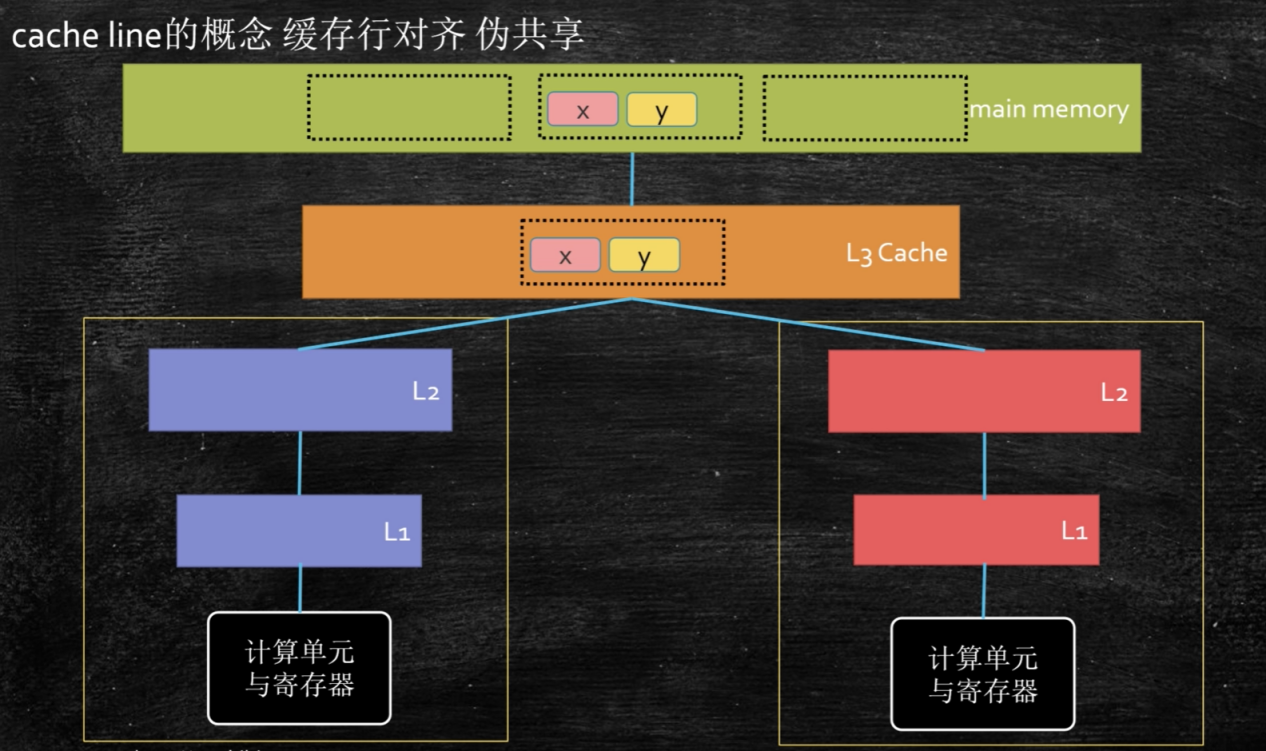 cache line的概念 缓存行对齐 伪共享
x y main memory
x y L3 Cache
L2 L2
L1 L1
计算单元
与寄存器
计算单元
与寄存器